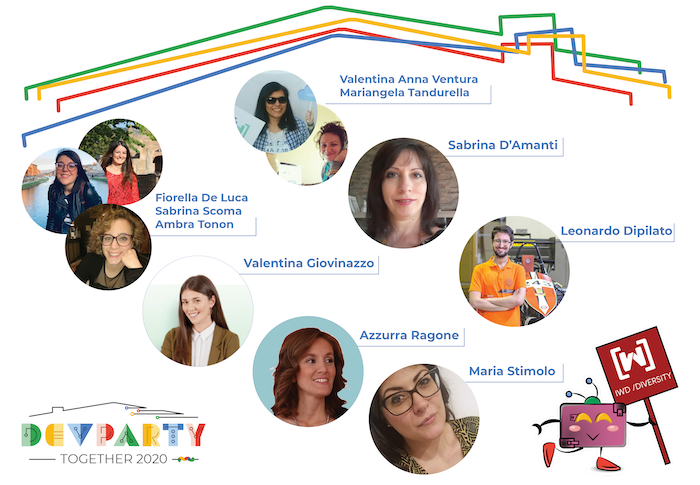 Valentina Anna Ventura
Mariangela Tandurella
Sabrina D'Amanti
Fiorella De Luca
Sabrina Scoma
Ambra Tonon
Leonardo Dipilato
Valentina Giovinazzo
Azzurra Ragone
Maria Stimolo
[W]
IWD /DIVERSITY
DEVPARTY
TOGETHER 2020